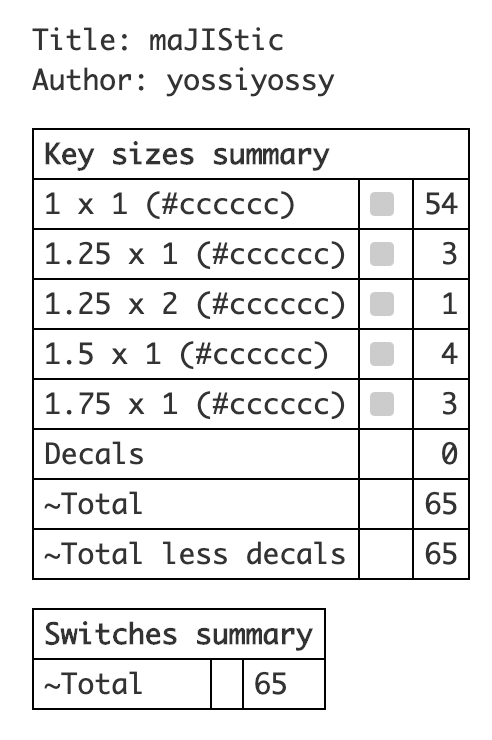 Title: maJIStic
Author: yossiyossy
Key sizes summary
1 x 1 (#cccccc) 54
1.25 x 1 (#cccccc) 3
1.25 x 2 (#cccccc) 1
1.5 x 1 (#cccccc) 4
1.75 x 1 (#cccccc) 3
Decals 0
~Total 65
~Total less decals 65
Switches summary
~Total 65